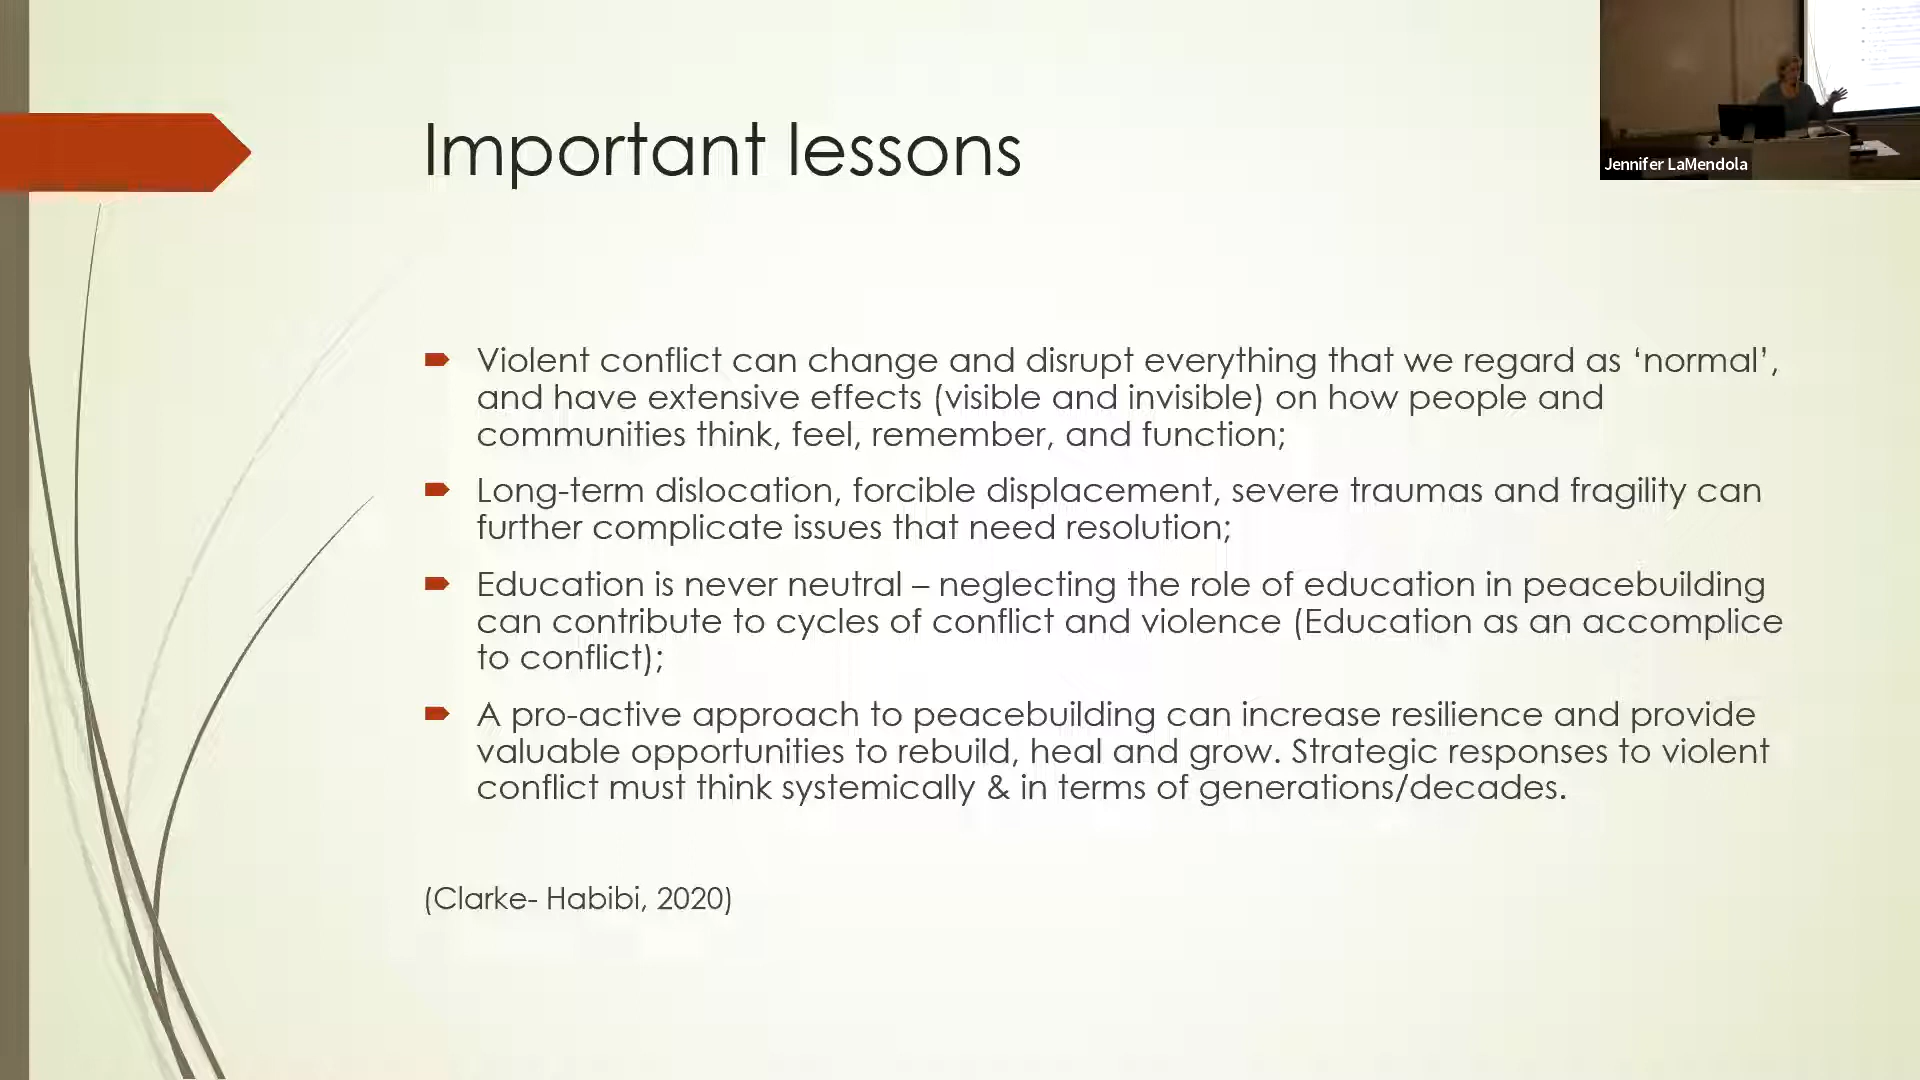 Important lessons
Jennifer LaMendola
Violent conflict can change and disrupt everything that we regard as ‘normal’,
and have extensive effects (visible and invisible) on how people and
communities think, feel, remember, and function;
Long-term dislocation, forcible displacement, severe traumas and fragility can
further complicate issues that need resolution;
Education is never neutral – neglecting the role of education in peacebuilding
can contribute to cycles of conflict and violence (Education as an accomplice
to conflict);
A pro-active approach to peacebuilding can increase resilience and provide
valuable opportunities to rebuild, heal and grow. Strategic responses to violent
conflict must think systemically & in terms of generations/decades.
(Clarke- Habibi, 2020)